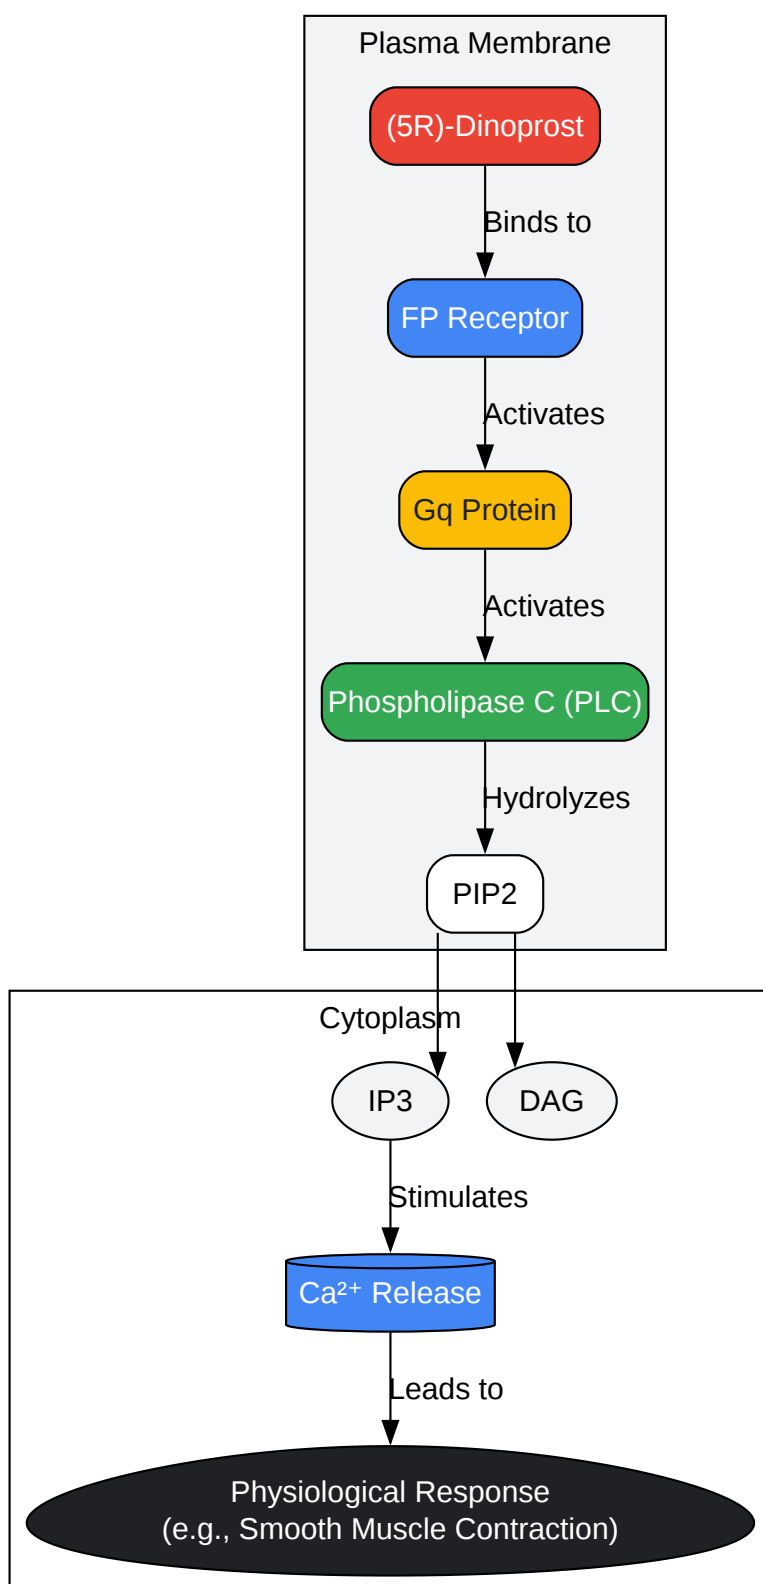 Plasma Membrane
(5R)-Dinoprost
Binds to
FP Receptor
Activates
Gq Protein
Activates
Phospholipase C (PLC)
Hydrolyzes
PIP2
Cytoplasm
IP3
DAG
Stimulates
Ca²⁺ Release
Leads to
Physiological Response
(e.g., Smooth Muscle Contraction)